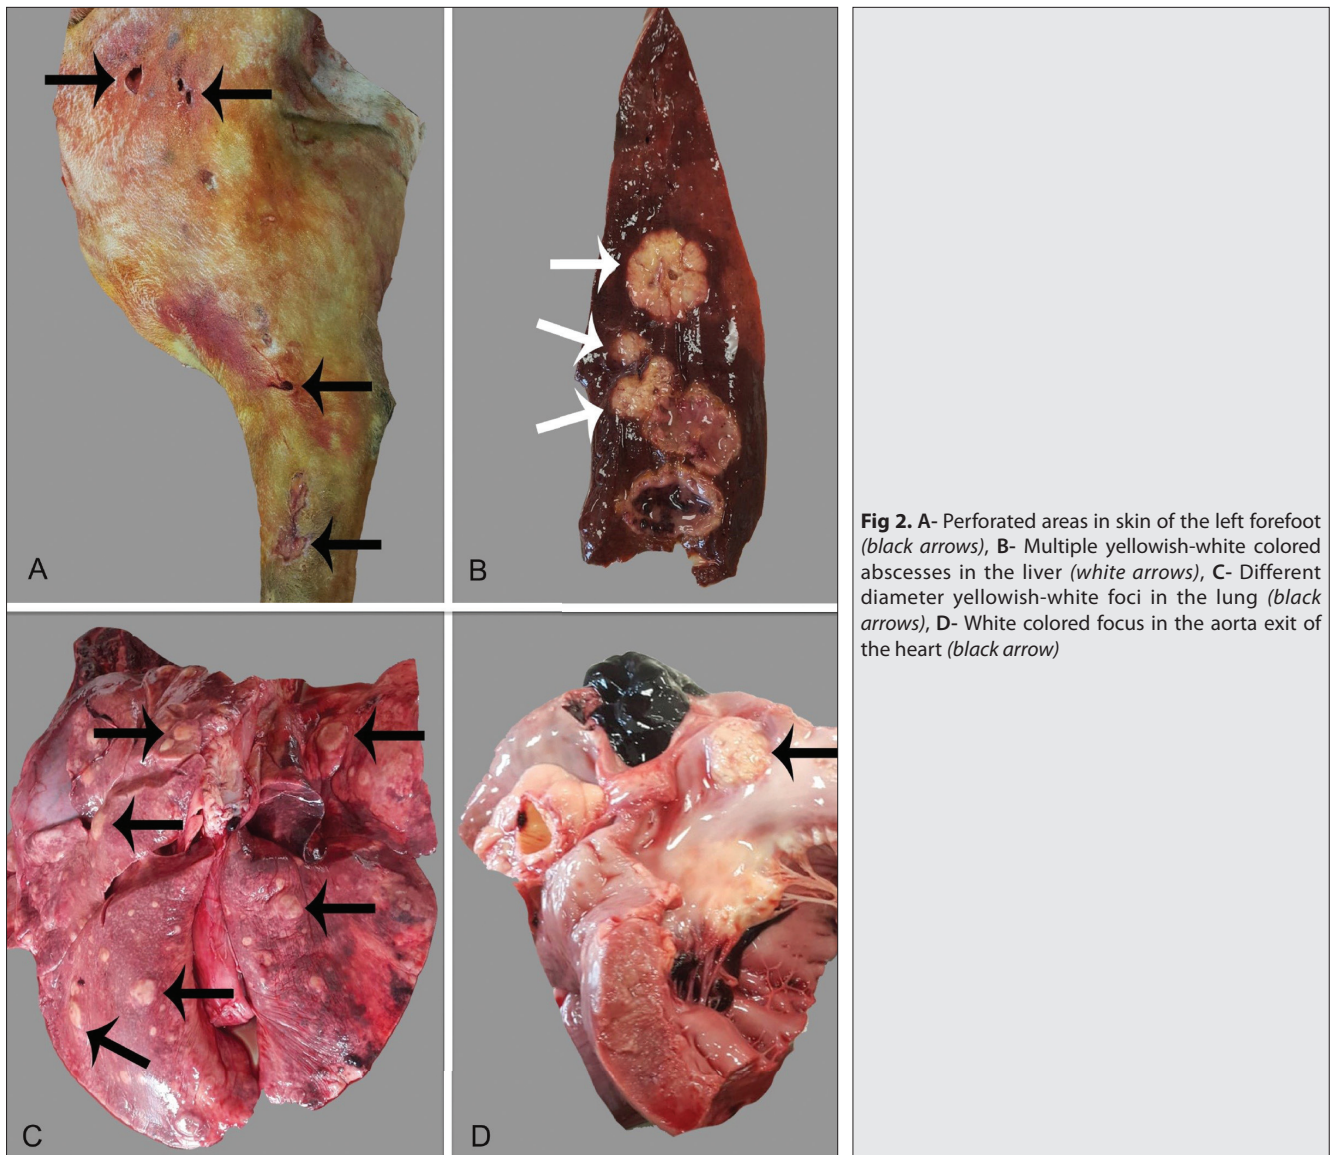 A
B
C
D
Fig 2. A- Perforated areas in skin of the left forefoot
(black arrows), B- Multiple yellowish-white colored
abscesses in the liver (white arrows), C- Different
diameter yellowish-white foci in the lung (black
arrows), D- White colored focus in the aorta exit of
the heart (black arrow)